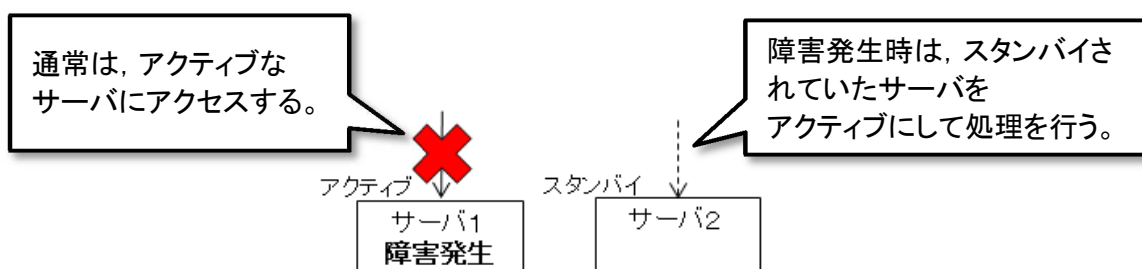 通常は，アクティブな
サーバにアクセスする。
障害発生時は，スタンバイさ
れていたサーバを
アクティブにして処理を行う。
アクティブ
スタンバイ
サーバ1
障害発生
サーバ2